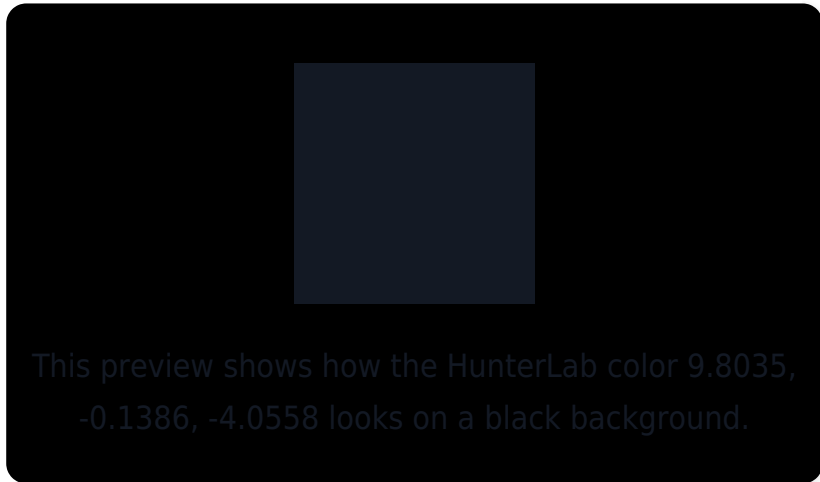 This preview shows how the HunterLab color 9.8035,
-0.1386, -4.0558 looks on a black background.